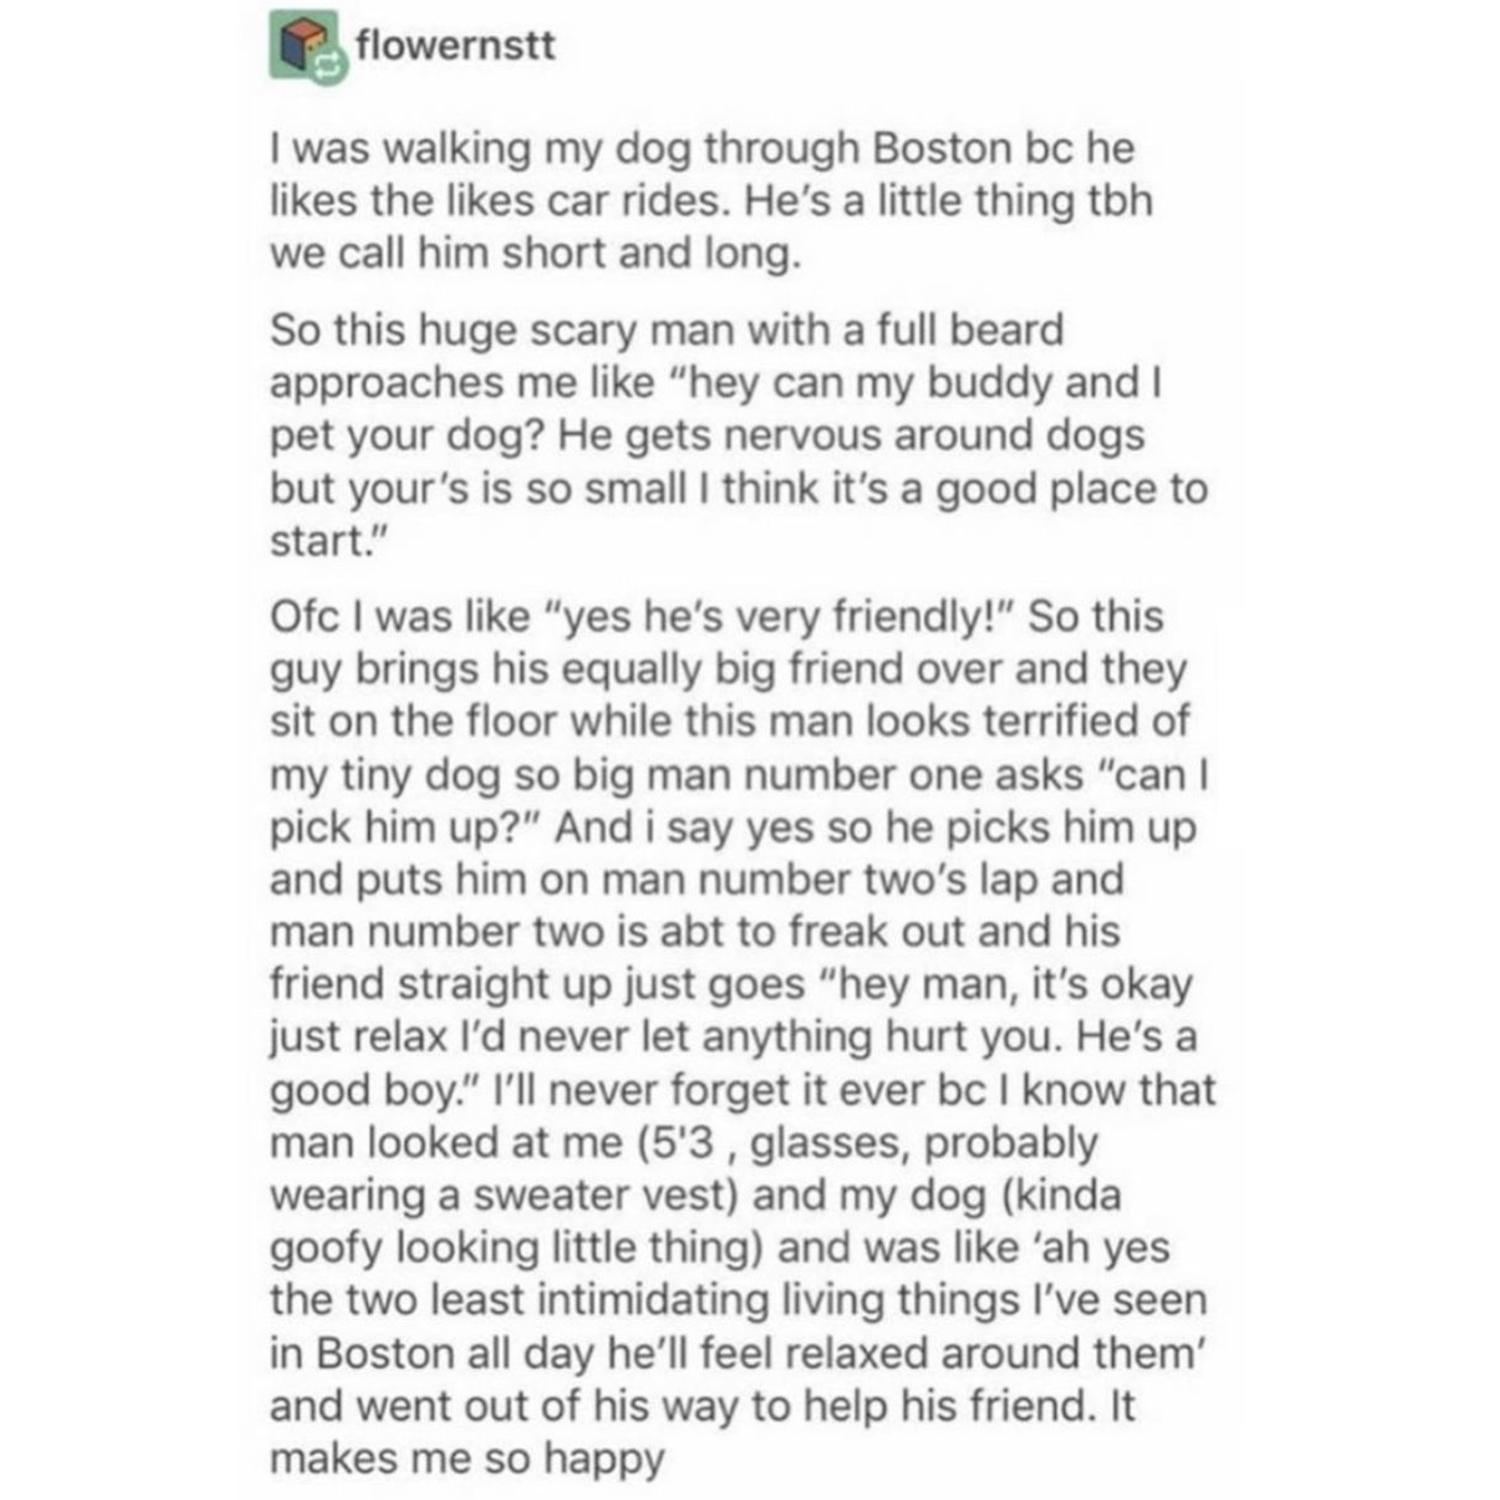 flowernstt
I was walking my dog through Boston bc he
likes the likes car rides. He’s a little thing tbh
we call him short and long.
So this huge scary man with a full beard
approaches me like “hey can my buddy and I
pet your dog? He gets nervous around dogs
but your’s is so small I think it’s a good place to
start.”
Ofc I was like “yes he’s very friendly!” So this
guy brings his equally big friend over and they
sit on the floor while this man looks terrified of
my tiny dog so big man number one asks “can I
pick him up?” And i say yes so he picks him up
and puts him on man number two’s lap and
man number two is abt to freak out and his
friend straight up just goes “hey man, it’s okay
just relax I’d never let anything hurt you. He’s a
good boy.” I’ll never forget it ever bc I know that
man looked at me (5'3 , glasses, probably
wearing a sweater vest) and my dog (kinda
goofy looking little thing) and was like ‘ah yes
the two least intimidating living things I’ve seen
in Boston all day he’ll feel relaxed around them’
and went out of his way to help his friend. It
makes me so happy